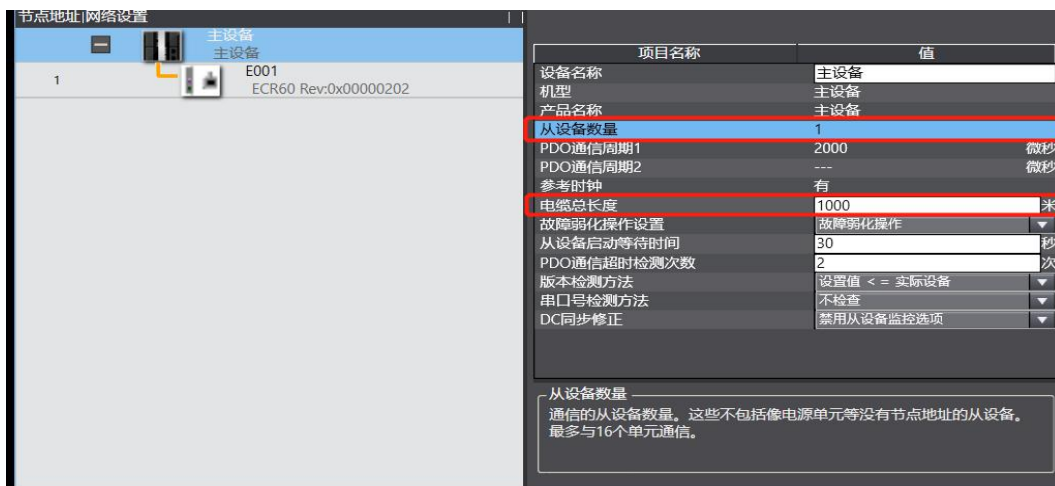 节点地址|网络设置
主设备
主设备
1
E001
ECR60 Rev:0x00000202
项目名称 值
设备名称 主设备
机型 主设备
产品名称 主设备
从设备数量 1
PDO通信周期1 2000 微秒
PDO通信周期2 --- 微秒
参考时钟 有
电缆总长度 1000 米
故障弱化操作设置 故障弱化操作
从设备启动等待时间 30 秒
PDO通信超时检测次数 2 次
版本检测方法 设置值 < = 实际设备
串口号检测方法 不检查
DC同步修正 禁用从设备监控选项
从设备数量
通信的从设备数量。这些不包括像电源单元等没有节点地址的从设备。
最多与16个单元通信。